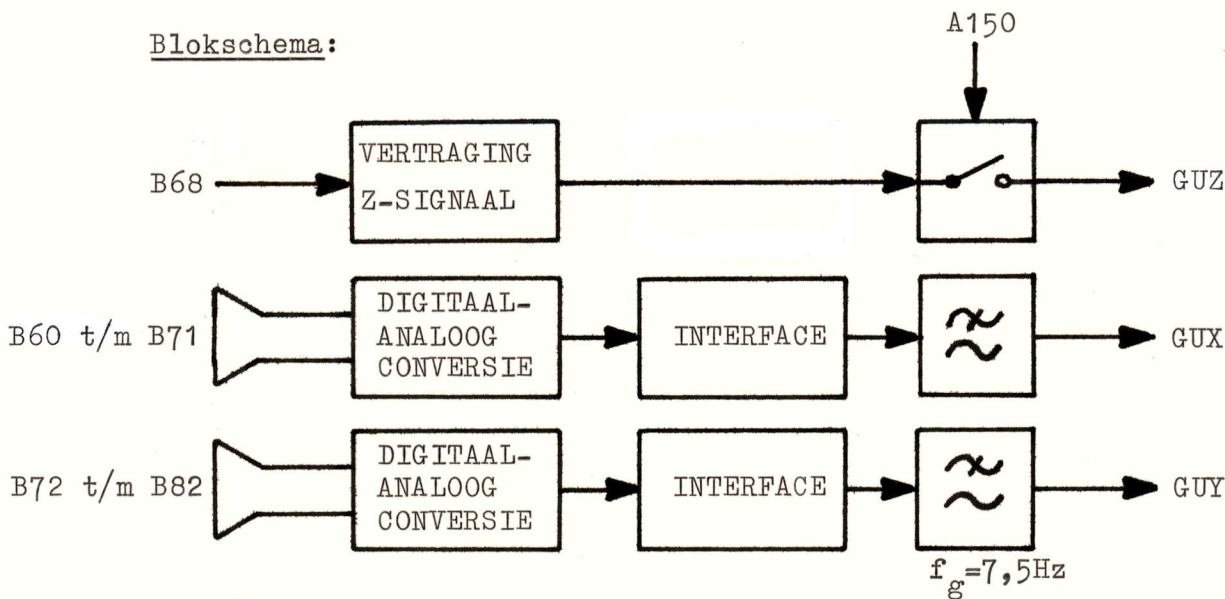 Blokschema:
A150
B68
VERTRAGING
Z-SIGNAAL
GUZ
B60 t/m B71
DIGITAAL-
ANALOOG
CONVERSIE
INTERFACE
GUX
B72 t/m B82
DIGITAAL-
ANALOOG
CONVERSIE
INTERFACE
GUY
fg=7,5Hz